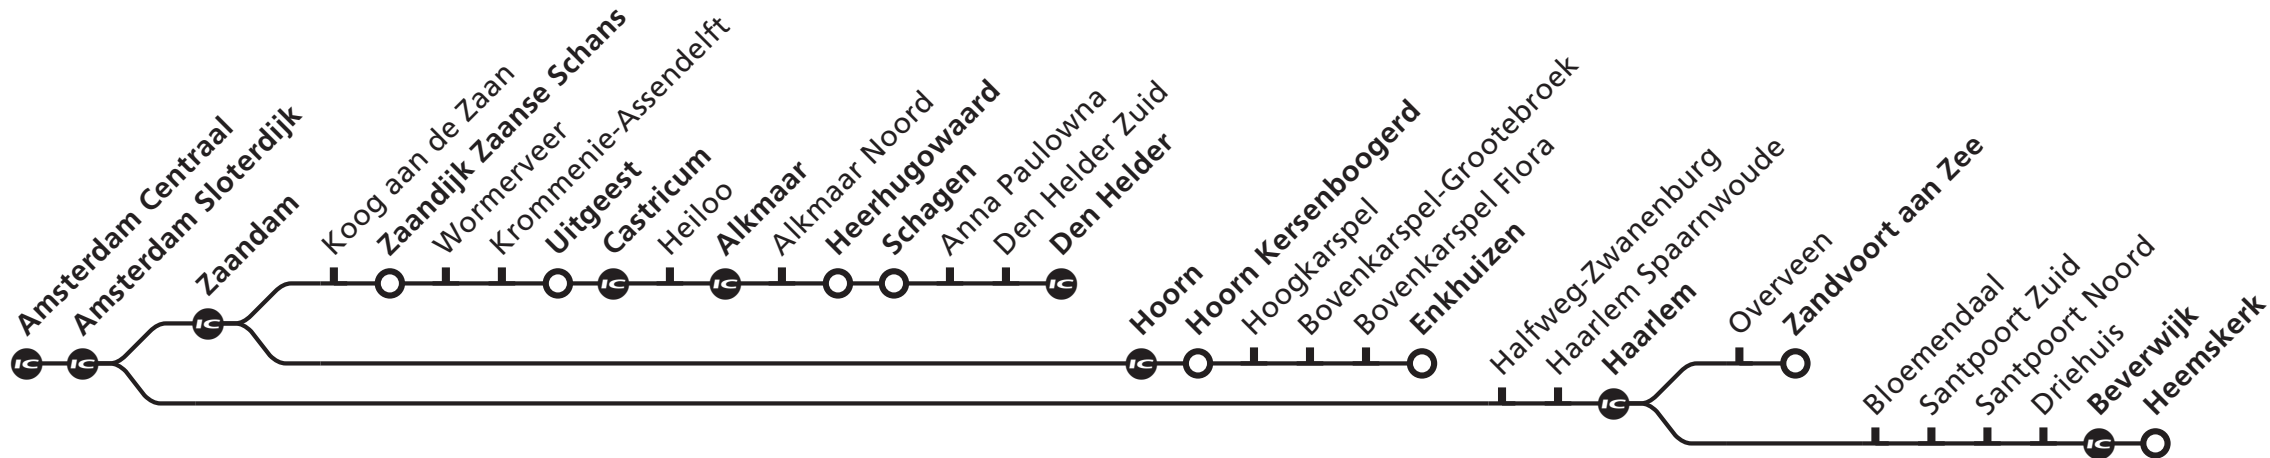 Amsterdam Centraal
Amsterdam Sloterdijk
Zaandam
Koog aan de Zaan
Zaandijk Zaanse Schans
Wormerveer
Krommenie-Assendelft
Uitgeest
Castricum
Heiloo
Alkmaar
Alkmaar Noord
Heerhugowaard
Schagen
Anna Paulowna
Den Helder Zuid
Den Helder
Hoorn
Hoorn Kersenboogerd
Hoogkarspel
Bovenkarspel-Grootebroek
Bovenkarspel Flora
Enkhuizen
Halfweg-Zwanenburg
Haarlem Spaarnwoude
Haarlem
Overveen
Zandvoort aan Zee
Bloemendaal
Santpoort Zuid
Santpoort Noord
Driehuis
Beverwijk
Heemskerk
IC
IC
IC
IC
IC
IC
IC
IC
IC